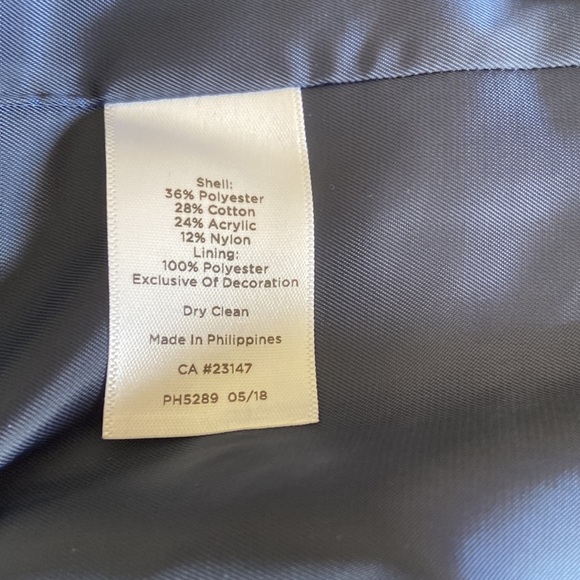 Shell:
36% Polyester
28% Cotton
24% Acrylic
12% Nylon
Lining:
100% Polyester
Exclusive Of Decoration
Dry Clean
Made In Philippines
CA #23147
PH5289 05/18